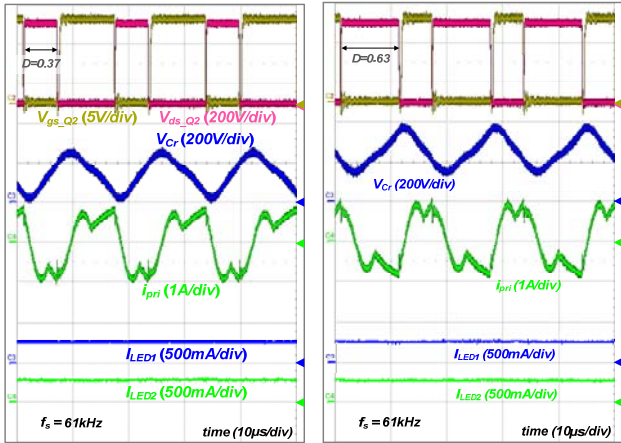 D=0.37
Vgs_Q2 (5V/div) Vds_Q2 (200V/div)
VCr (200V/div)
ipri (1A/div)
ILED1 (500mA/div)
ILED2 (500mA/div)
fs = 61kHz
time (10µs/div)
D=0.63
VCr (200V/div)
ipri (1A/div)
ILED1 (500mA/div)
ILED2 (500mA/div)
fs = 61kHz
time (10µs/div)